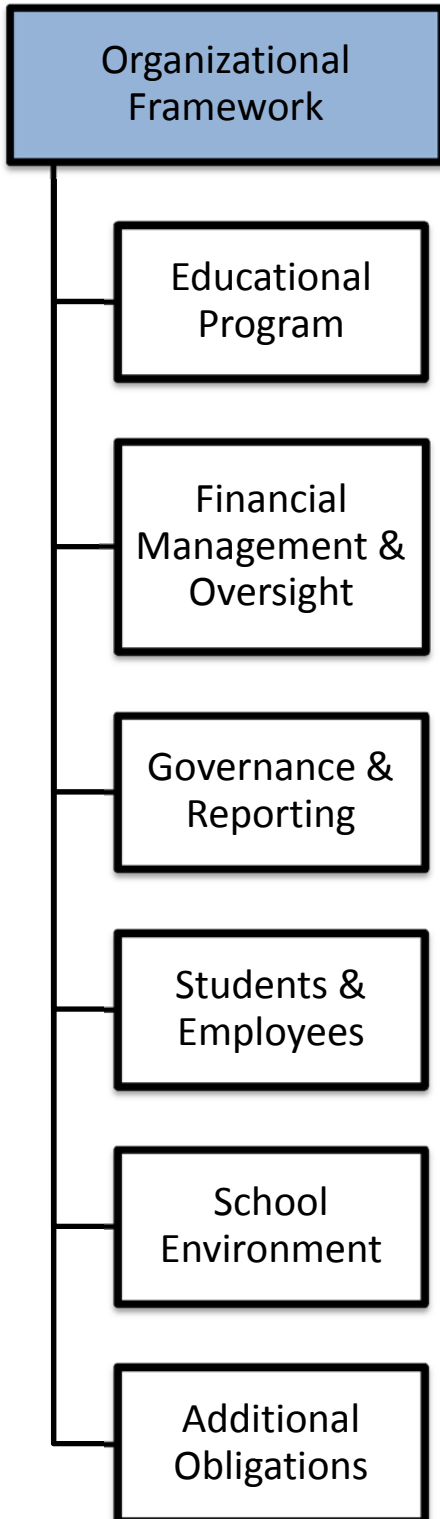 Organizational
Framework
Educational
Program
Financial
Management &
Oversight
Governance &
Reporting
Students &
Employees
School
Environment
Additional
Obligations